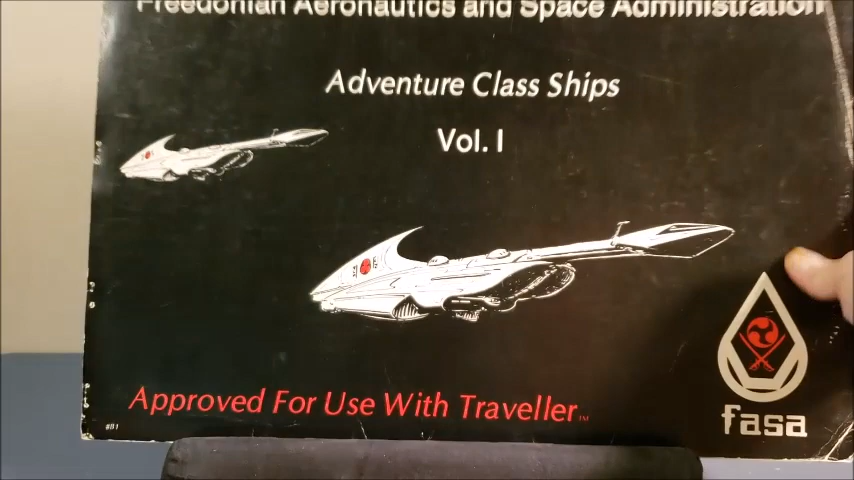 Freedonian Aeronautics and Space Administration
Adventure Class Ships
Vol. I
Approved For Use With Traveller™
fasa